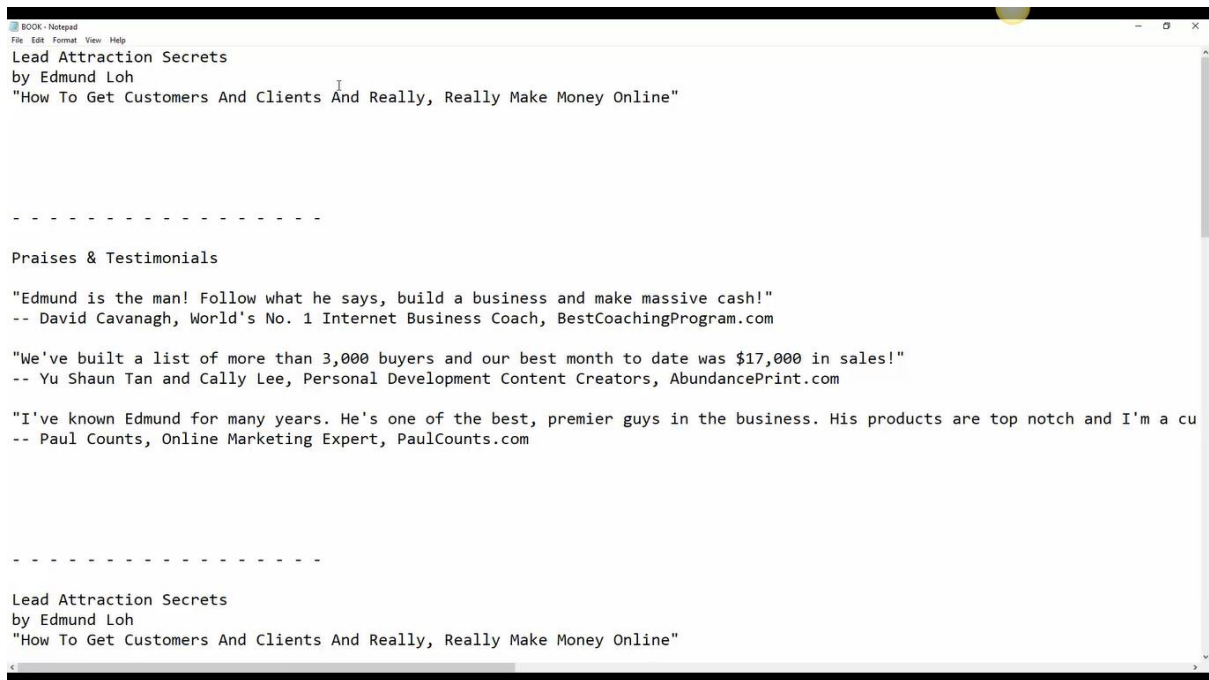 BOOK - Notepad
File Edit Format View Help
Lead Attraction Secrets
by Edmund Loh
"How To Get Customers And Clients And Really, Really Make Money Online"
- - - - - - - - - - - - - - - - -
Praises & Testimonials
"Edmund is the man! Follow what he says, build a business and make massive cash!"
-- David Cavanagh, World's No. 1 Internet Business Coach, BestCoachingProgram.com
"We've built a list of more than 3,000 buyers and our best month to date was $17,000 in sales!"
-- Yu Shaun Tan and Cally Lee, Personal Development Content Creators, AbundancePrint.com
"I've known Edmund for many years. He's one of the best, premier guys in the business. His products are top notch and I'm a cu
-- Paul Counts, Online Marketing Expert, PaulCounts.com
- - - - - - - - - - - - - - - - -
Lead Attraction Secrets
by Edmund Loh
"How To Get Customers And Clients And Really, Really Make Money Online"